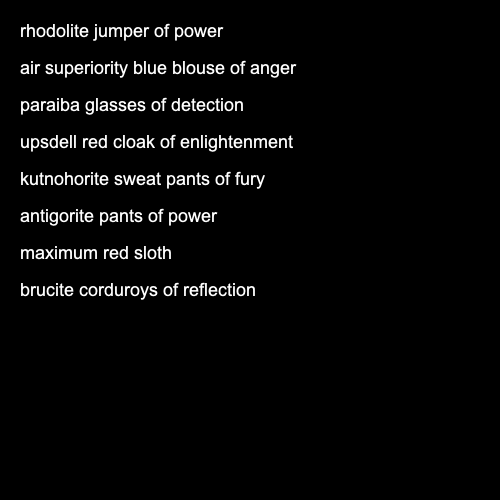 rhodolite jumper of power
air superiority blue blouse of anger
paraiba glasses of detection
upsdell red cloak of enlightenment
kutnohorite sweat pants of fury
antigorite pants of power
maximum red sloth
brucite corduroys of reflection